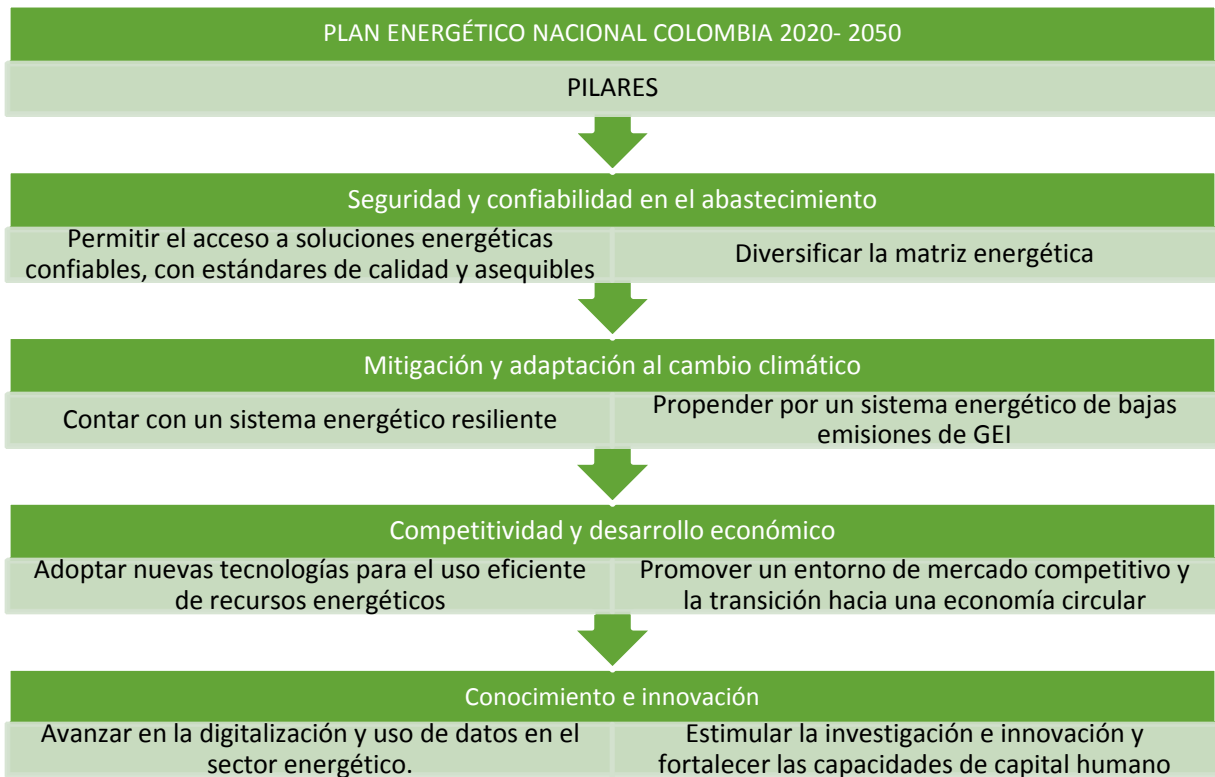 PLAN ENERGÉTICO NACIONAL COLOMBIA 2020- 2050
PILARES
Seguridad y confiabilidad en el abastecimiento
Permitir el acceso a soluciones energéticas
confiables, con estándares de calidad y asequibles
Diversificar la matriz energética
Mitigación y adaptación al cambio climático
Contar con un sistema energético resiliente
Propender por un sistema energético de bajas
emisiones de GEI
Competitividad y desarrollo económico
Adoptar nuevas tecnologías para el uso eficiente
de recursos energéticos
Promover un entorno de mercado competitivo y
la transición hacia una economía circular
Conocimiento e innovación
Avanzar en la digitalización y uso de datos en el
sector energético.
Estimular la investigación e innovación y
fortalecer las capacidades de capital humano